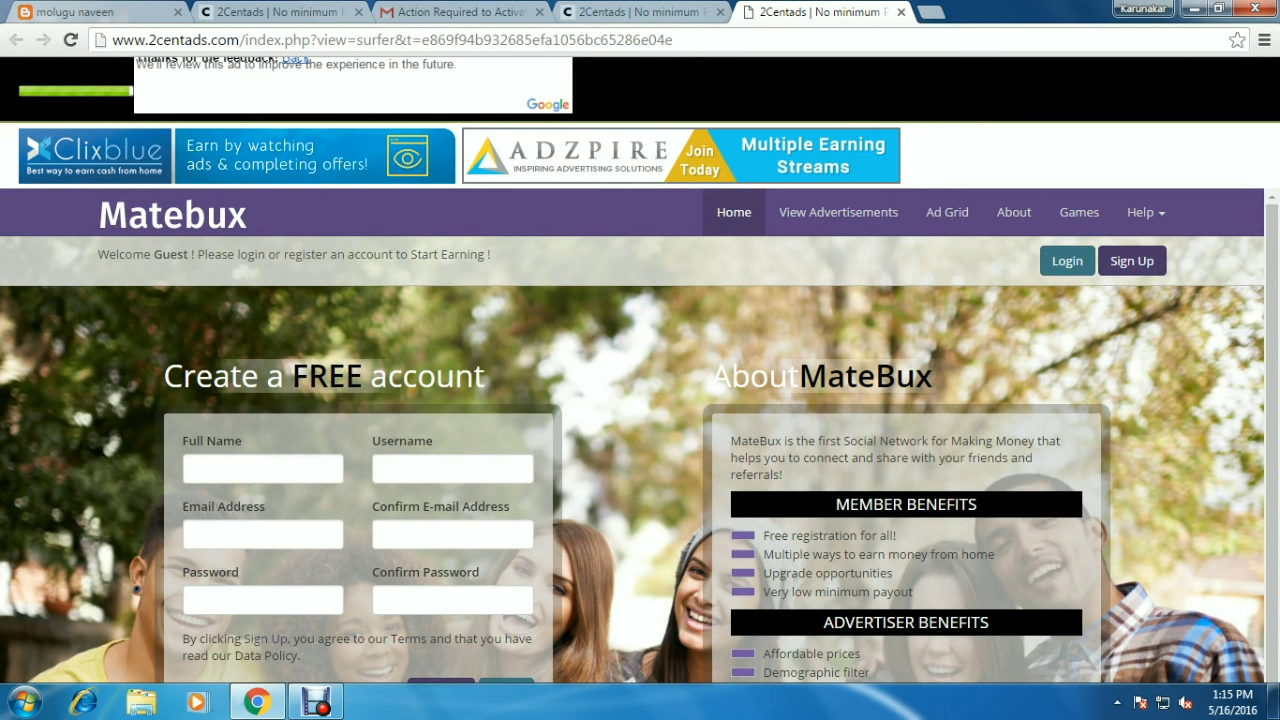 molugu naveen
2Centads | No minimum
Action Required to Activa
2Centads | No minimum
2Centads | No minimum
Karunakar
www.2centads.com/index.php?view=surfer&t=e869f94b932685efa1056bc65286e04e
Thanks for the feedback! Back
We'll review this ad to improve the experience in the future.
Google
Clixblue
Best way to earn cash from home
Earn by watching
ads & completing offers!
ADZPIRE
INSPIRING ADVERTISING SOLUTIONS
Join
Today
Multiple Earning
Streams
Matebux
Home
View Advertisements
Ad Grid
About
Games
Help
Welcome Guest ! Please login or register an account to Start Earning !
Login
Sign Up
Create a FREE account
Full Name
Username
Email Address
Confirm E-mail Address
Password
Confirm Password
By clicking Sign Up, you agree to our Terms and that you have
read our Data Policy.
AboutMateBux
MateBux is the first Social Network for Making Money that
helps you to connect and share with your friends and
referrals!
MEMBER BENEFITS
Free registration for all!
Multiple ways to earn money from home
Upgrade opportunities
Very low minimum payout
ADVERTISER BENEFITS
Affordable prices
Demographic filter
1:15 PM
5/16/2016